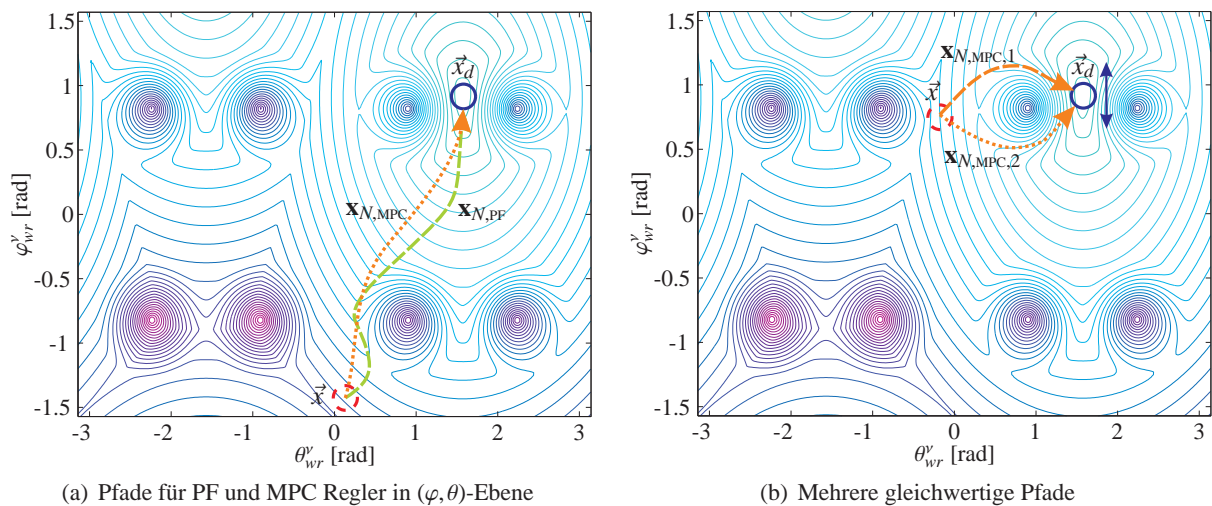 1.5
1
0.5
0
-0.5
-1
-1.5
φ^ν_wr [rad]
x⃗_d
x_N,MPC
x_N,PF
x⃗
-3 -2 -1 0 1 2 3
θ^ν_wr [rad]
(a) Pfade für PF und MPC Regler in (φ,θ)-Ebene
1.5
1
0.5
0
-0.5
-1
-1.5
φ^ν_wr [rad]
x_N,MPC,1
x⃗_d
x⃗
x_N,MPC,2
-3 -2 -1 0 1 2 3
θ^ν_wr [rad]
(b) Mehrere gleichwertige Pfade